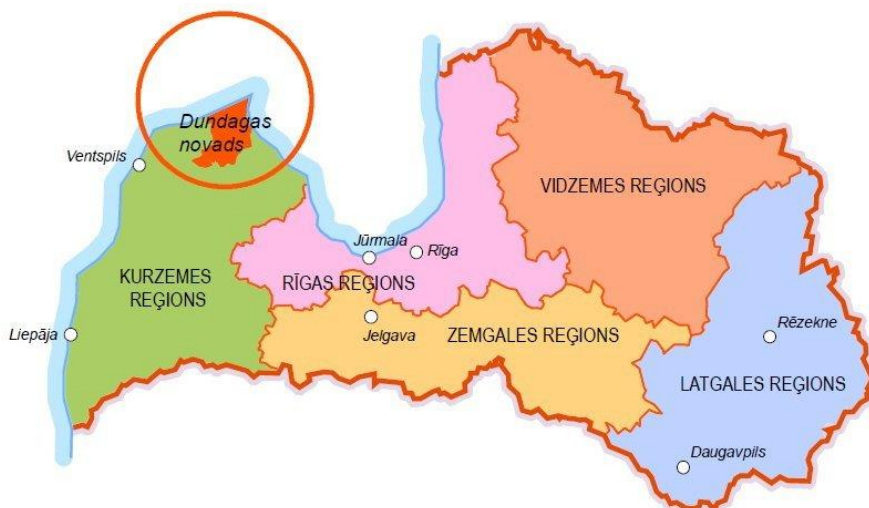 Dundagas
novads
Ventspils
VIDZEMES REĢIONS
Jūrmala
Rīga
KURZEMES
REĢIONS
RĪGAS REĢIONS
Liepāja
Jelgava
ZEMGALES REĢIONS
Rēzekne
LATGALES REĢIONS
Daugavpils